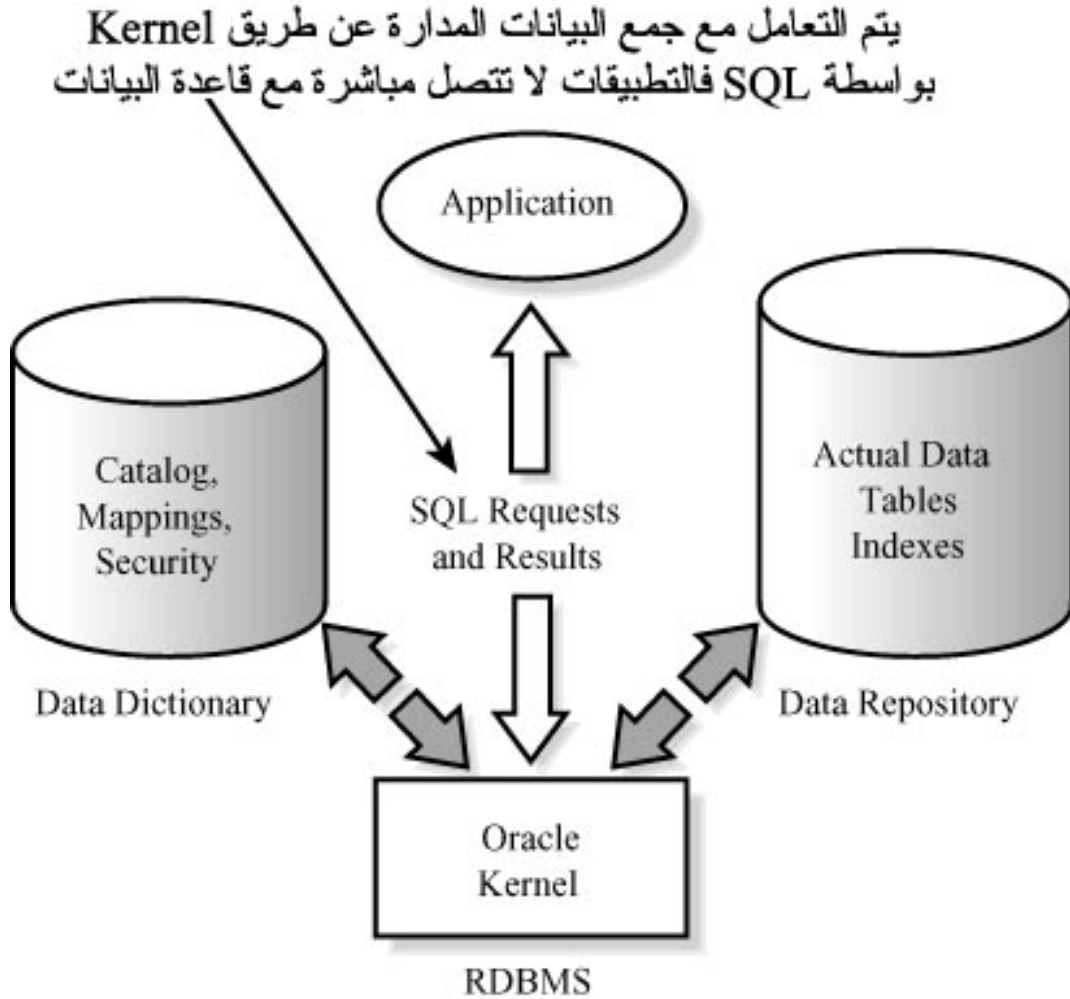 يتم التعامل مع جمع البيانات المدارة عن طريق Kernel
بواسطة SQL فالتطبيقات لا تتصل مباشرة مع قاعدة البيانات
Application
Catalog,
Mappings,
Security
Data Dictionary
SQL Requests
and Results
Actual Data
Tables
Indexes
Data Repository
Oracle
Kernel
RDBMS